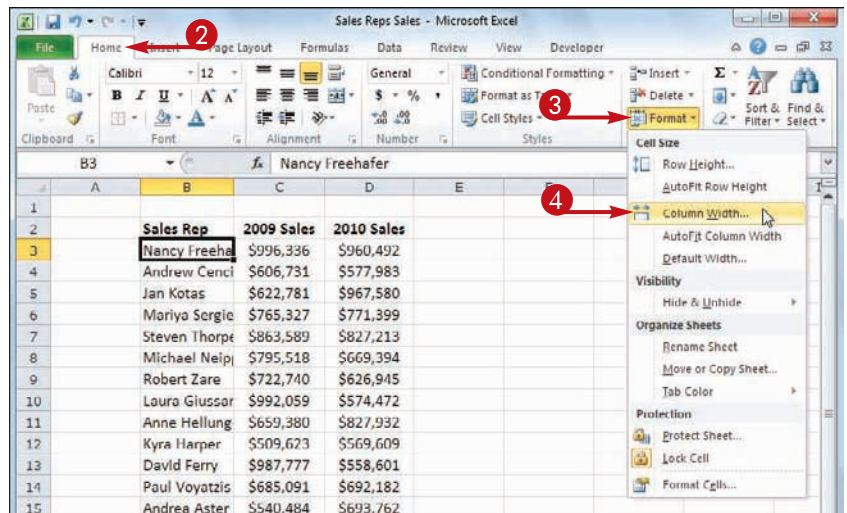 Sales Reps Sales - Microsoft Excel
File Home Insert Page Layout Formulas Data Review View Developer
2
Calibri 12 General Conditional Formatting Insert Σ
Paste B I U A A $ % , Format as Delete Sort & Find &
Cell Styles 3 Format Filter Select
Clipboard Font Alignment Number Styles
B3 fx Nancy Freehafer
Cell Size
Row Height...
AutoFit Row Height
4 Column Width...
AutoFit Column Width
Default Width...
Visibility
Hide & Unhide
Organize Sheets
Rename Sheet
Move or Copy Sheet...
Tab Color
Protection
Protect Sheet...
Lock Cell
Format Cells...
A B C D E
1
2 Sales Rep 2009 Sales 2010 Sales
3 Nancy Freeha $996,336 $960,492
4 Andrew Cenci $606,731 $577,983
5 Jan Kotas $622,781 $967,580
6 Mariya Sergie $765,327 $771,399
7 Steven Thorpe $863,589 $827,213
8 Michael Neip $795,518 $669,394
9 Robert Zare $722,740 $626,945
10 Laura Giussar $992,059 $574,472
11 Anne Hellung $659,380 $827,932
12 Kyra Harper $509,623 $569,609
13 David Ferry $987,777 $558,601
14 Paul Voyatzis $685,091 $692,182
15 Andrea Aster $540,484 $693,762